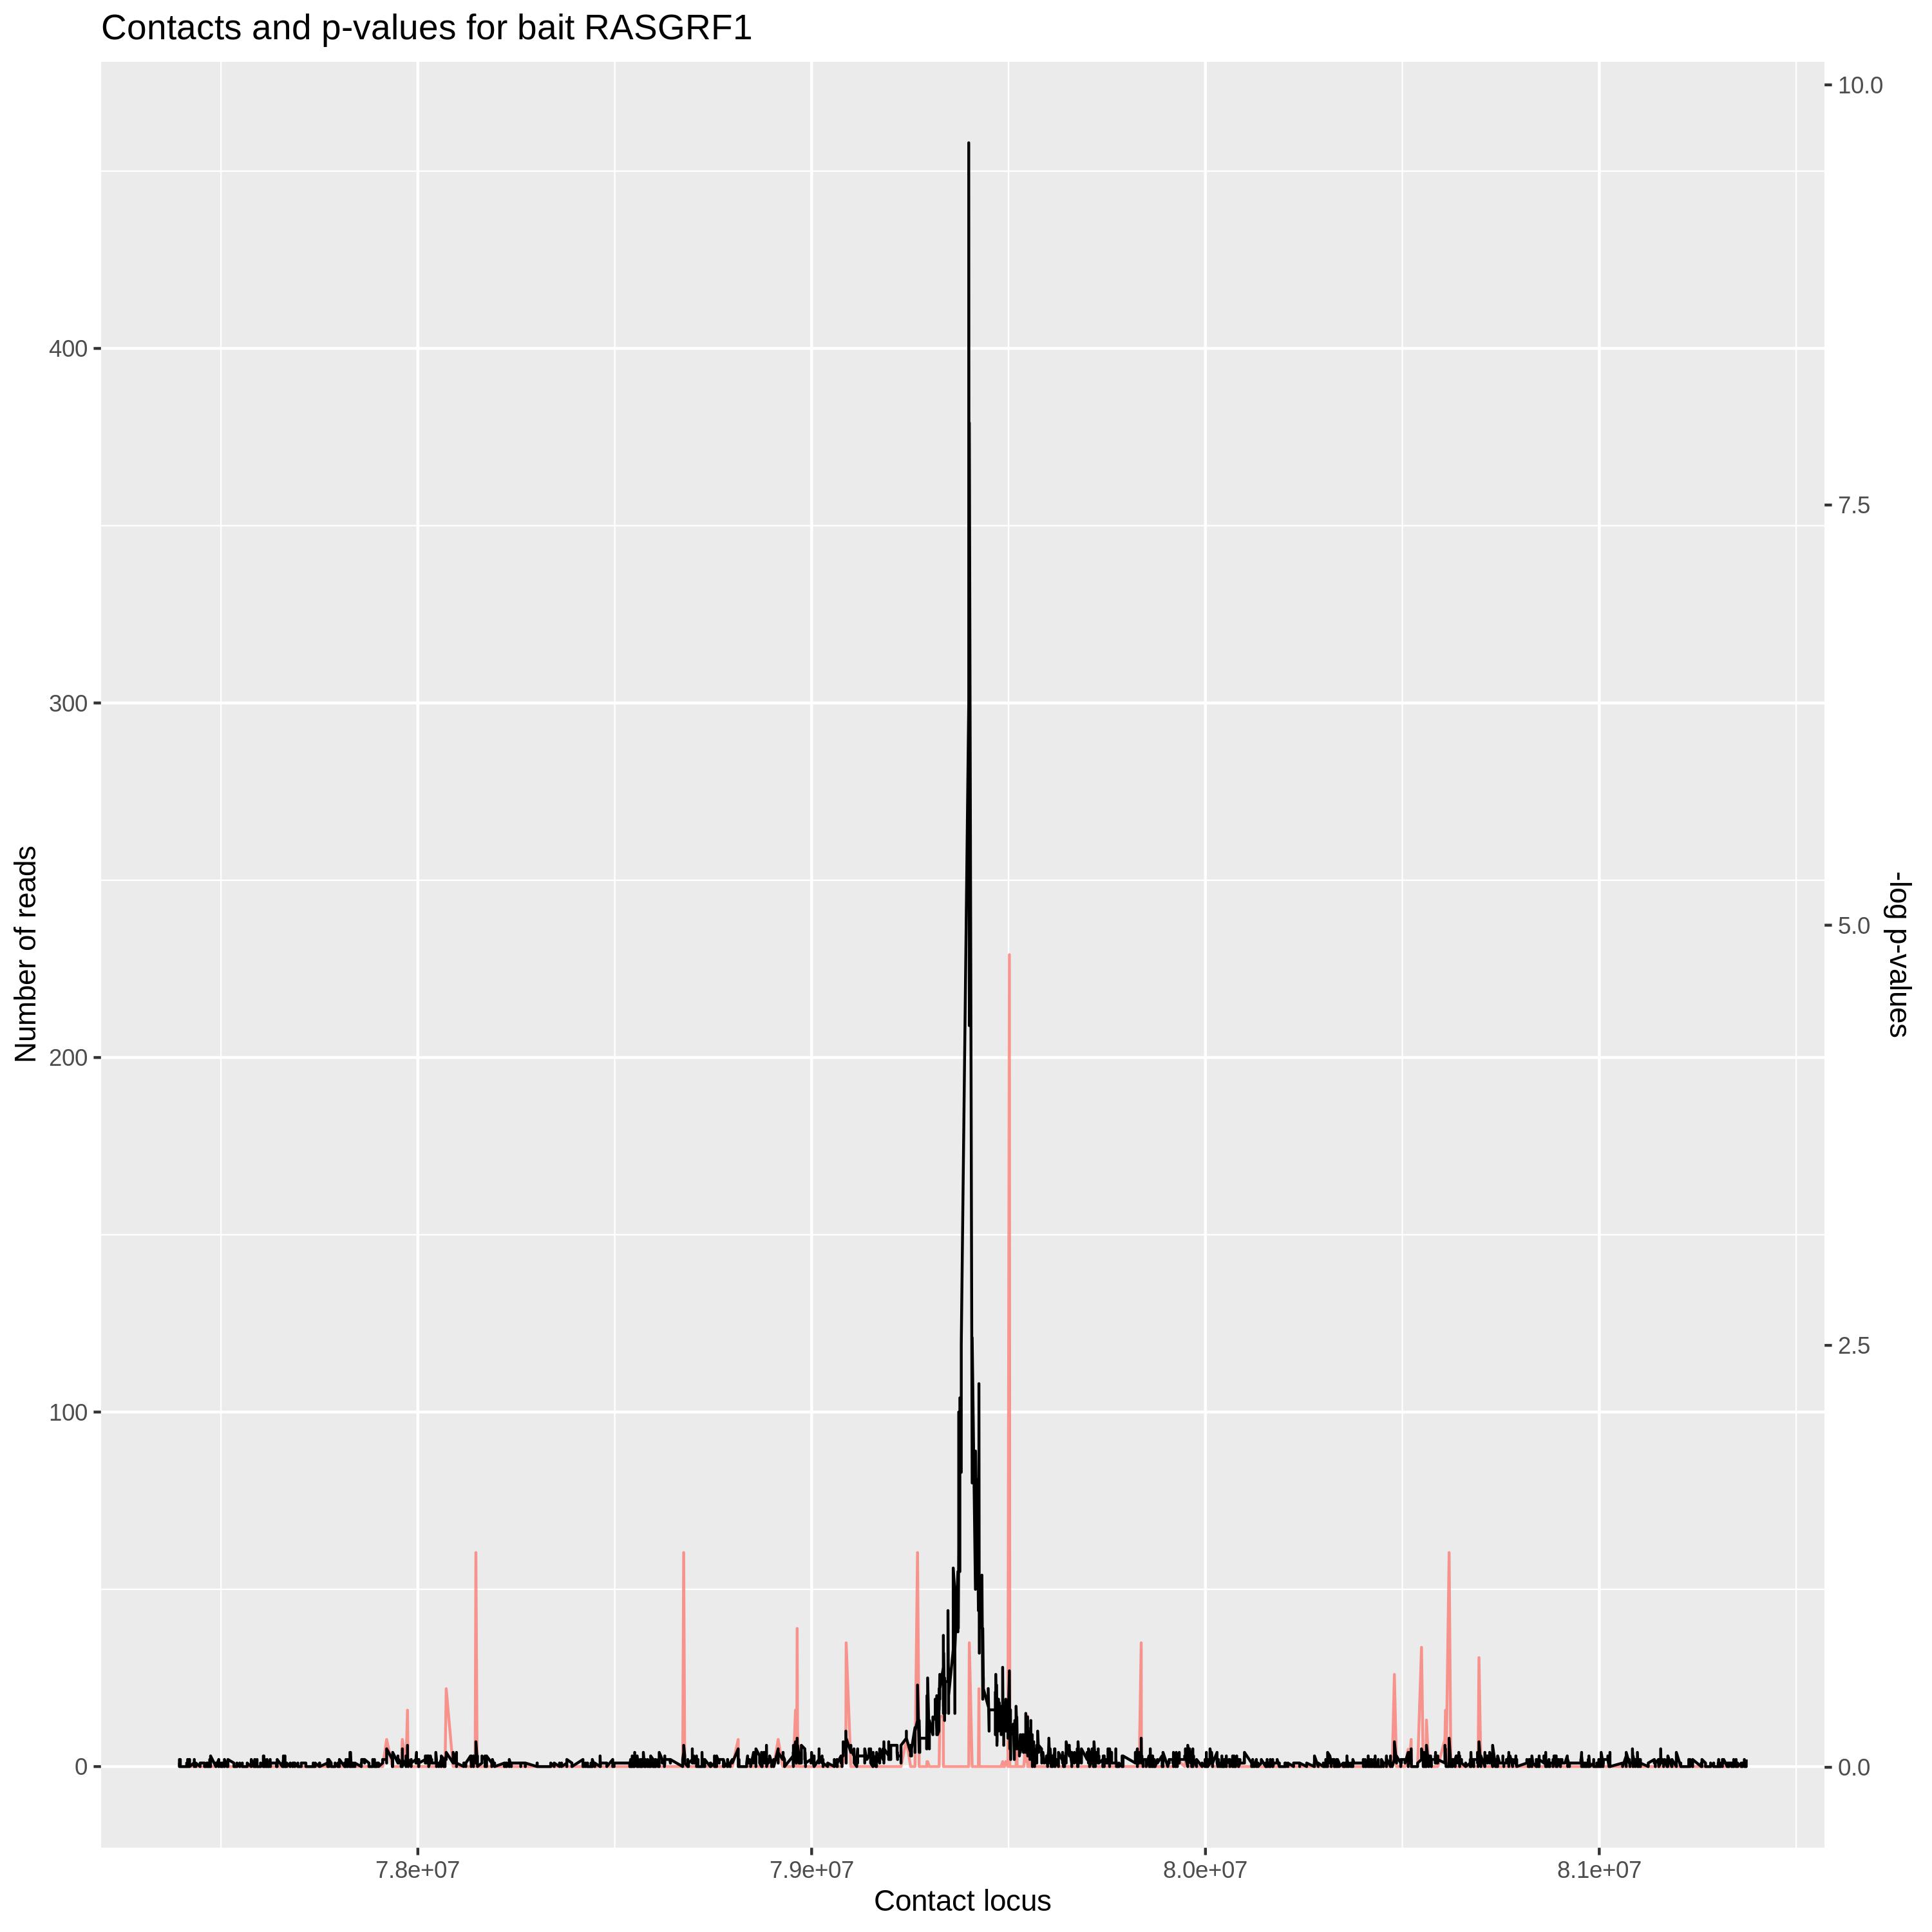 Contacts and p-values for bait RASGRF1
10.0
400
7.5
300
5.0
200
2.5
100
0
0.0
Number of reads
-log p-values
7.8e+07
7.9e+07
8.0e+07
8.1e+07
Contact locus